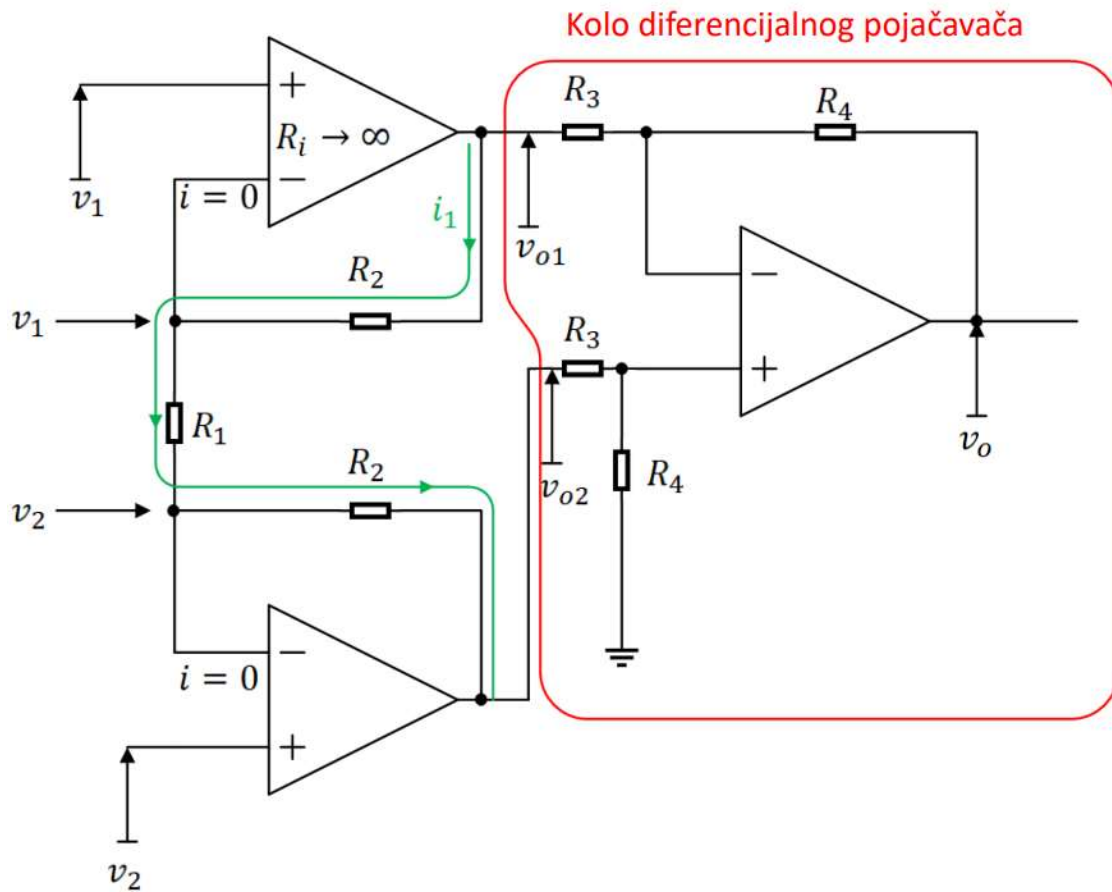 Kolo diferencijalnog pojačavača
R₃
R₄
+
Rᵢ → ∞
−
v₁
i = 0
i₁
vₒ₁
R₂
−
v₁
R₃
+
R₁
vₒ
R₂
vₒ₂
R₄
v₂
−
i = 0
+
v₂